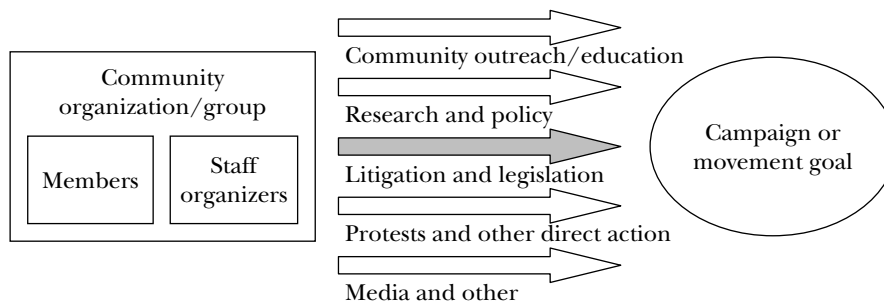 Community
organization/group
Members
Staff
organizers
Community outreach/education
Research and policy
Litigation and legislation
Protests and other direct action
Media and other
Campaign or
movement goal